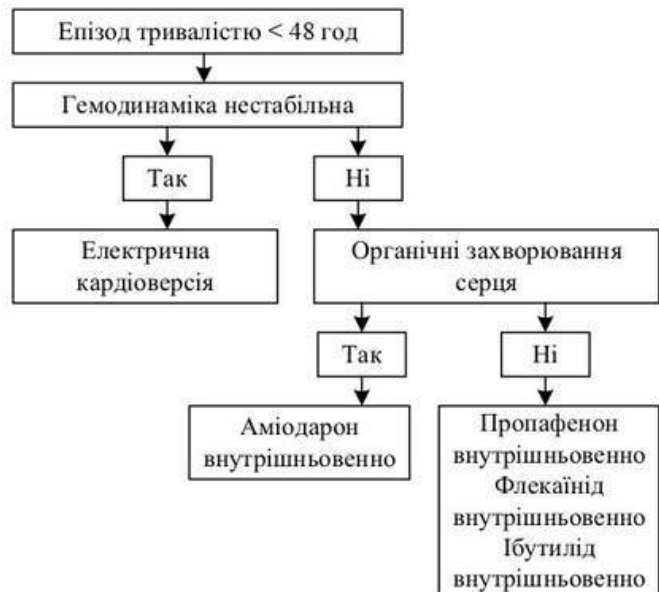 Епізод тривалістю < 48 год
Гемодинаміка нестабільна
Так
Ні
Електрична
кардіоверсія
Органічні захворювання
серця
Так
Ні
Аміодарон
внутрішньовенно
Пропафенон
внутрішньовенно
Флекаїнід
внутрішньовенно
Ібутилід
внутрішньовенно